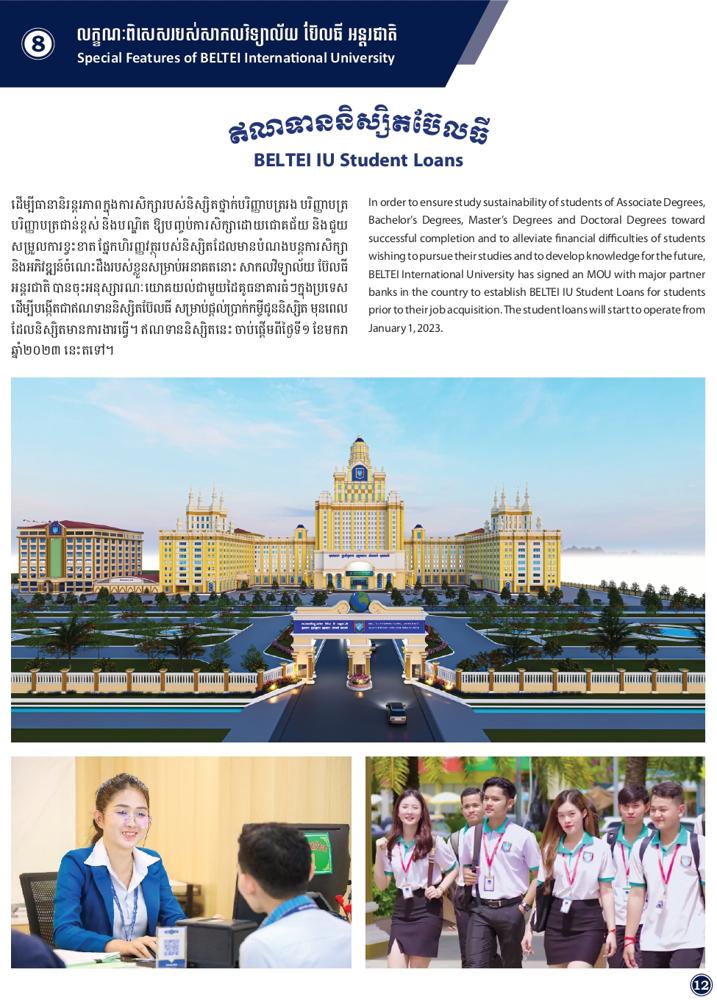 8
លក្ខណៈពិសេសរបស់សាកលវិទ្យាល័យ ប៊ែលធី អន្តរជាតិ
Special Features of BELTEI International University
ឥណទាននិស្សិតប៊ែលធី
BELTEI IU Student Loans
ដើម្បីធានានិរន្តរភាពក្នុងការសិក្សារបស់និស្សិតថ្នាក់បរិញ្ញាបត្ររង បរិញ្ញាបត្រ
បរិញ្ញាបត្រជាន់ខ្ពស់ និងបណ្ឌិត ឱ្យបញ្ចប់ការសិក្សាដោយជោគជ័យ និងជួយ
សម្រួលការខ្វះខាត ផ្នែកហិរញ្ញវត្ថុរបស់និស្សិតដែលមានបំណងបន្តការសិក្សា
និងអភិវឌ្ឍន៍ចំណេះដឹងរបស់ខ្លួនសម្រាប់អនាគតនោះ សាកលវិទ្យាល័យ ប៊ែលធី
អន្តរជាតិ បានចុះអនុស្សារណៈយោគយល់ជាមួយដៃគូធនាគារធំៗក្នុងប្រទេស
ដើម្បីបង្កើតជាឥណទាននិស្សិតប៊ែលធី សម្រាប់ផ្តល់ប្រាក់កម្ចីជូននិស្សិត មុនពេល
ដែលនិស្សិតមានការងារធ្វើ។ ឥណទាននិស្សិតនេះ ចាប់ផ្តើមពីថ្ងៃទី១ ខែមករា
ឆ្នាំ២០២៣ នេះតទៅ។
In order to ensure study sustainability of students of Associate Degrees,
Bachelor's Degrees, Master's Degrees and Doctoral Degrees toward
successful completion and to alleviate financial difficulties of students
wishing to pursue their studies and to develop knowledge for the future,
BELTEI International University has signed an MOU with major partner
banks in the country to establish BELTEI IU Student Loans for students
prior to their job acquisition. The student loans will start to operate from
January 1, 2023.
12